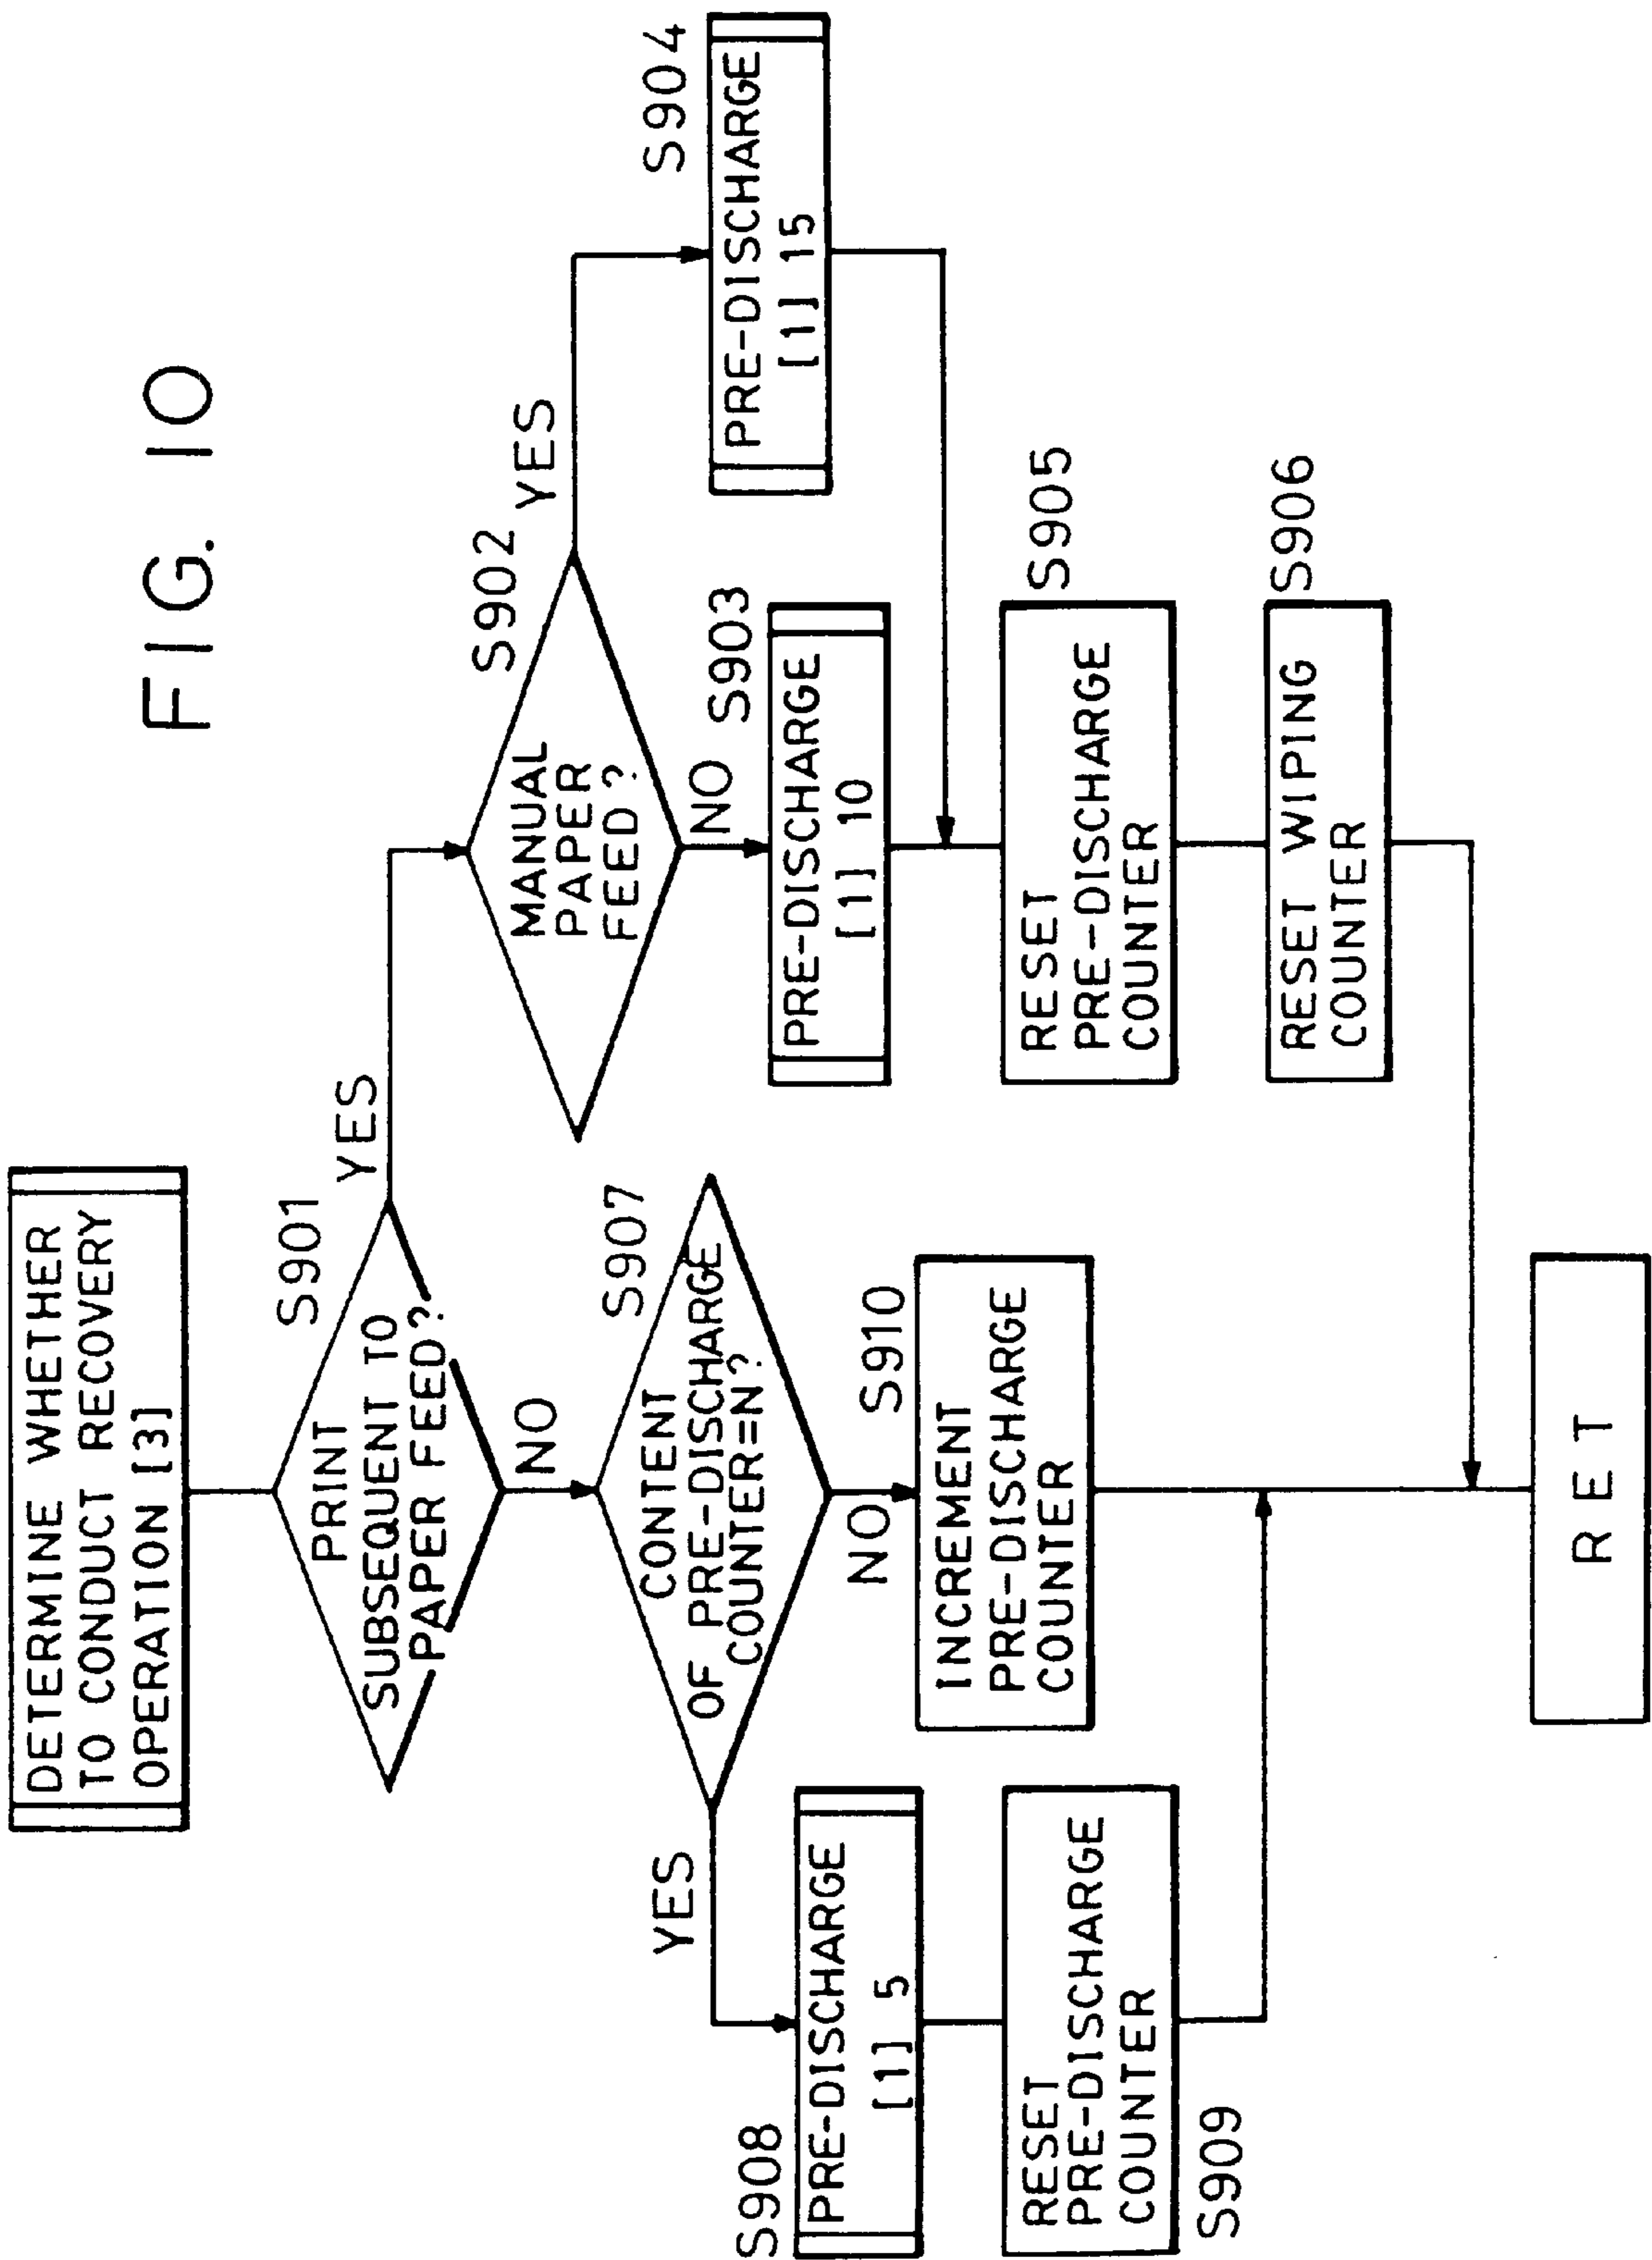 FIG. 10
DETERMINE WHETHER
TO CONDUCT RECOVERY
OPERATION [3]
S901
PRINT
SUBSEQUENT TO
PAPER FEED?
YES
NO
S902
MANUAL
PAPER
FEED?
YES
NO
S903
PRE-DISCHARGE
[1] 10
S904
PRE-DISCHARGE
[1] 15
S905
RESET
PRE-DISCHARGE
COUNTER
S906
RESET WIPING
COUNTER
S907
CONTENT
OF PRE-DISCHARGE
COUNTER=N?
YES
NO
S908
PRE-DISCHARGE
[1] 5
S909
RESET
PRE-DISCHARGE
COUNTER
S910
INCREMENT
PRE-DISCHARGE
COUNTER
RET